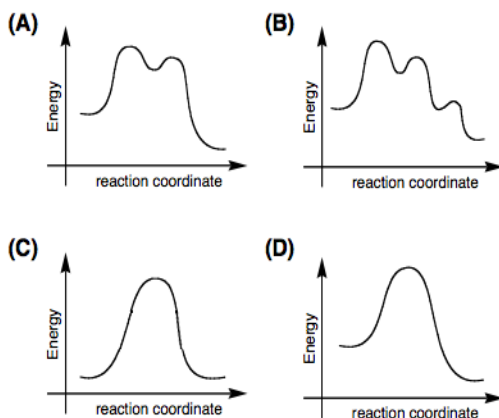 (A)
Energy
reaction coordinate
(B)
Energy
reaction coordinate
(C)
Energy
reaction coordinate
(D)
Energy
reaction coordinate